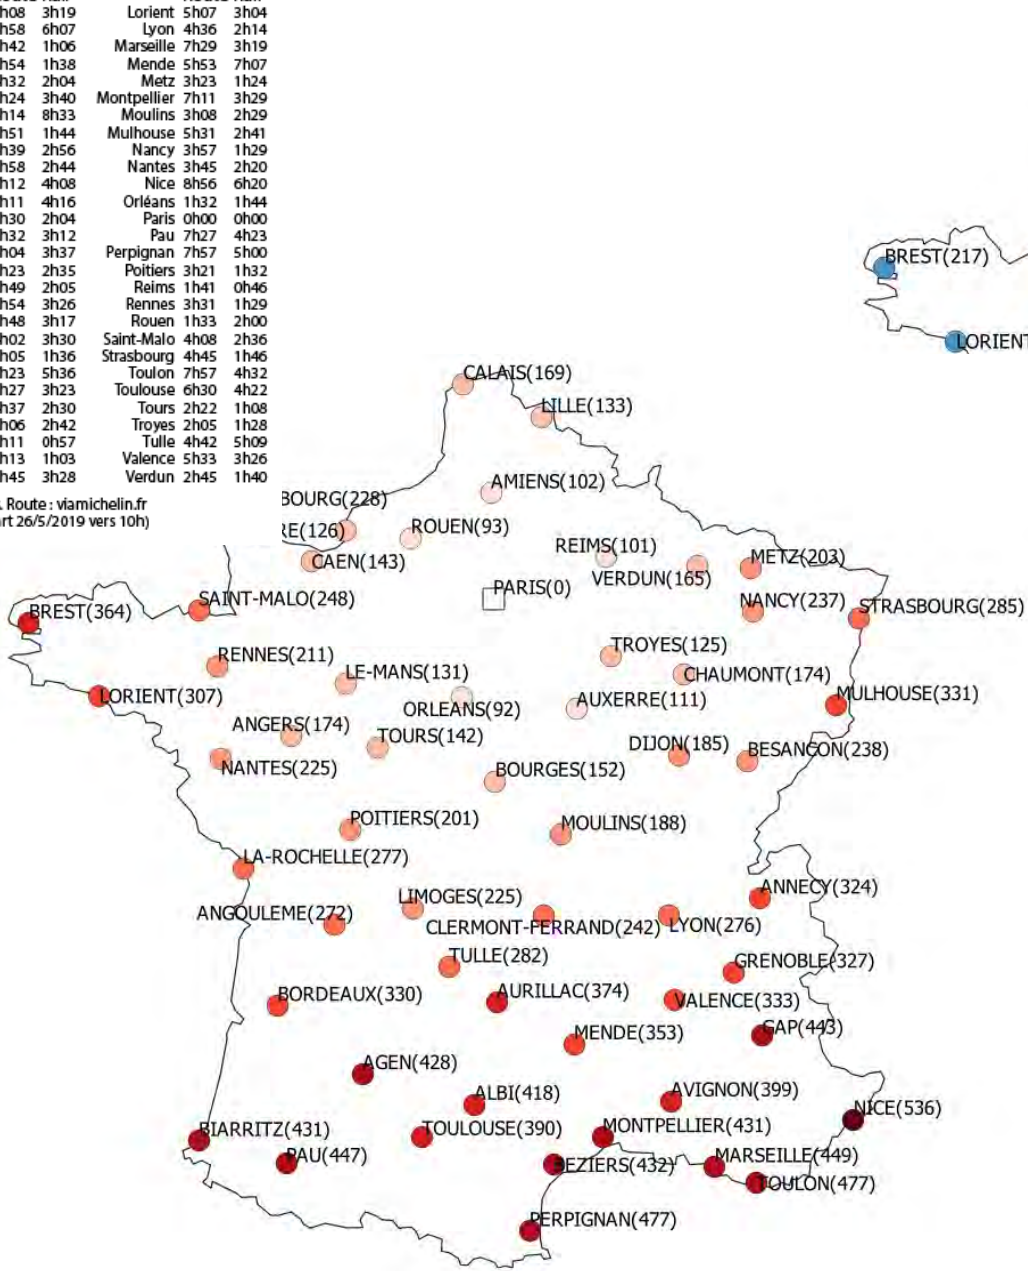 h08 3h19 Lorient 5h07 3h04
h58 6h07 Lyon 4h36 2h14
h42 1h06 Marseille 7h29 3h19
h54 1h38 Mende 5h53 7h07
h32 2h04 Metz 3h23 1h24
h24 3h40 Montpellier 7h11 3h29
h14 8h33 Moulins 3h08 2h29
h51 1h44 Mulhouse 5h31 2h41
h39 2h56 Nancy 3h57 1h29
h58 2h44 Nantes 3h45 2h20
h12 4h08 Nice 8h56 6h20
h11 4h16 Orléans 1h32 1h44
h30 2h04 Paris 0h00 0h00
h32 3h12 Pau 7h27 4h23
h04 3h37 Perpignan 7h57 5h00
h23 2h35 Poitiers 3h21 1h32
h49 2h05 Reims 1h41 0h46
h54 3h26 Rennes 3h31 1h29
h48 3h17 Rouen 1h33 2h00
h02 3h30 Saint-Malo 4h08 2h36
h05 1h36 Strasbourg 4h45 1h46
h23 5h36 Toulon 7h57 4h32
h27 3h23 Toulouse 6h30 4h22
h37 2h30 Tours 2h22 1h08
h06 2h42 Troyes 2h05 1h28
h11 0h57 Tulle 4h42 5h09
h13 1h03 Valence 5h33 3h26
h45 3h28 Verdun 2h45 1h40
. Route : viamichelin.fr
art 26/5/2019 vers 10h)
BREST(217)
LORIENT
CALAIS(169)
LILLE(133)
AMIENS(102)
BOURG(228)
RE(126)
ROUEN(93)
REIMS(101)
CAEN(143)
METZ(203)
VERDUN(165)
PARIS(0)
SAINT-MALO(248)
NANCY(237)
STRASBOURG(285)
BREST(364)
TROYES(125)
RENNES(211)
LE-MANS(131)
CHAUMONT(174)
LORIENT(307)
ORLEANS(92)
AUXERRE(111)
MULHOUSE(331)
ANGERS(174)
TOURS(142)
DIJON(185)
BESANCON(238)
NANTES(225)
BOURGES(152)
POITIERS(201)
MOULINS(188)
LA-ROCHELLE(277)
ANNECY(324)
LIMOGES(225)
ANGOULEME(272)
CLERMONT-FERRAND(242)
LYON(276)
TULLE(282)
GRENOBLE(327)
BORDEAUX(330)
AURILLAC(374)
VALENCE(333)
MENDE(353)
GAP(443)
AGEN(428)
ALBI(418)
AVIGNON(399)
NICE(536)
BIARRITZ(431)
TOULOUSE(390)
MONTPELLIER(431)
PAU(447)
BEZIERS(432)
MARSEILLE(449)
TOULON(477)
PERPIGNAN(477)